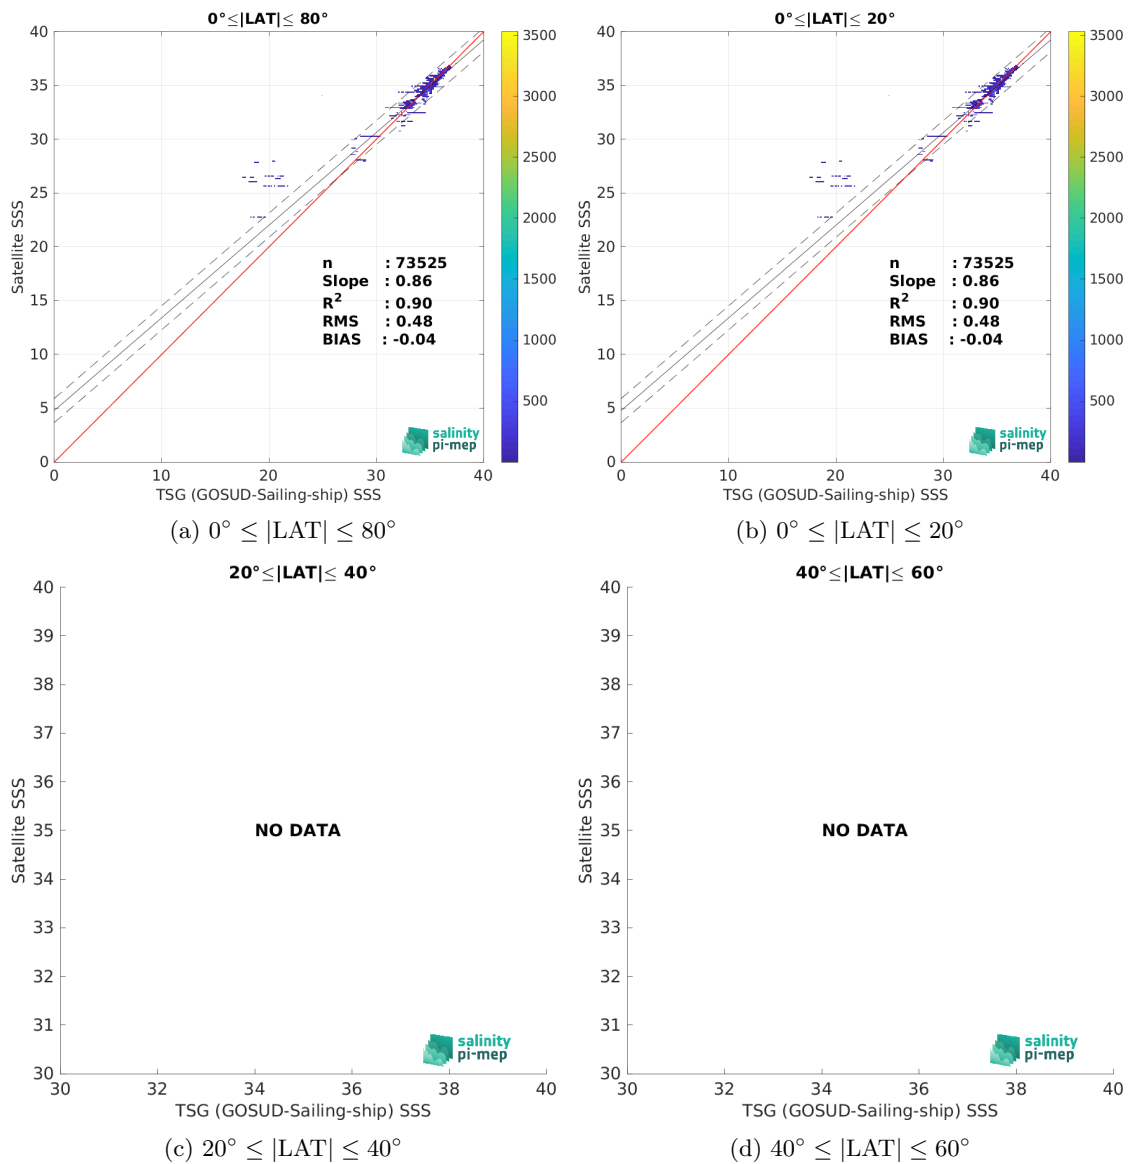 0°≤|LAT|≤ 80°
40
35
30
25
20
15
10
5
0
Satellite SSS
n : 73525
Slope : 0.86
R² : 0.90
RMS : 0.48
BIAS : -0.04
salinity
pi-mep
0 10 20 30 40
TSG (GOSUD-Sailing-ship) SSS
3500
3000
2500
2000
1500
1000
500
(a) 0° ≤ |LAT| ≤ 80°
0°≤|LAT|≤ 20°
40
35
30
25
20
15
10
5
0
Satellite SSS
n : 73525
Slope : 0.86
R² : 0.90
RMS : 0.48
BIAS : -0.04
salinity
pi-mep
0 10 20 30 40
TSG (GOSUD-Sailing-ship) SSS
3500
3000
2500
2000
1500
1000
500
(b) 0° ≤ |LAT| ≤ 20°
20°≤|LAT|≤ 40°
40
39
38
37
36
35
34
33
32
31
30
Satellite SSS
NO DATA
salinity
pi-mep
30 32 34 36 38 40
TSG (GOSUD-Sailing-ship) SSS
(c) 20° ≤ |LAT| ≤ 40°
40°≤|LAT|≤ 60°
40
39
38
37
36
35
34
33
32
31
30
Satellite SSS
NO DATA
salinity
pi-mep
30 32 34 36 38 40
TSG (GOSUD-Sailing-ship) SSS
(d) 40° ≤ |LAT| ≤ 60°